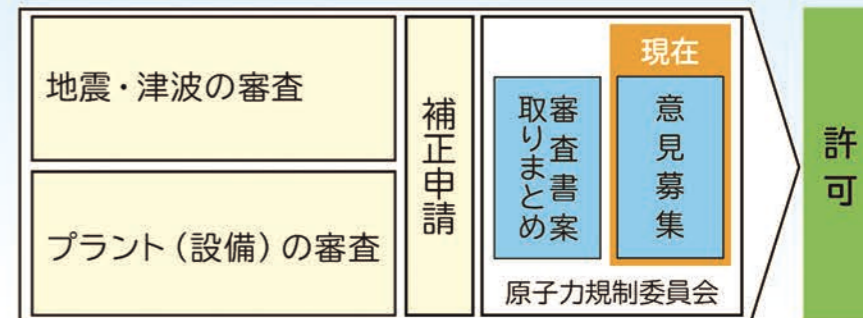 地震・津波の審査
プラント（設備）の審査
補正申請
審査書案
取りまとめ
現在
意見募集
原子力規制委員会
許可